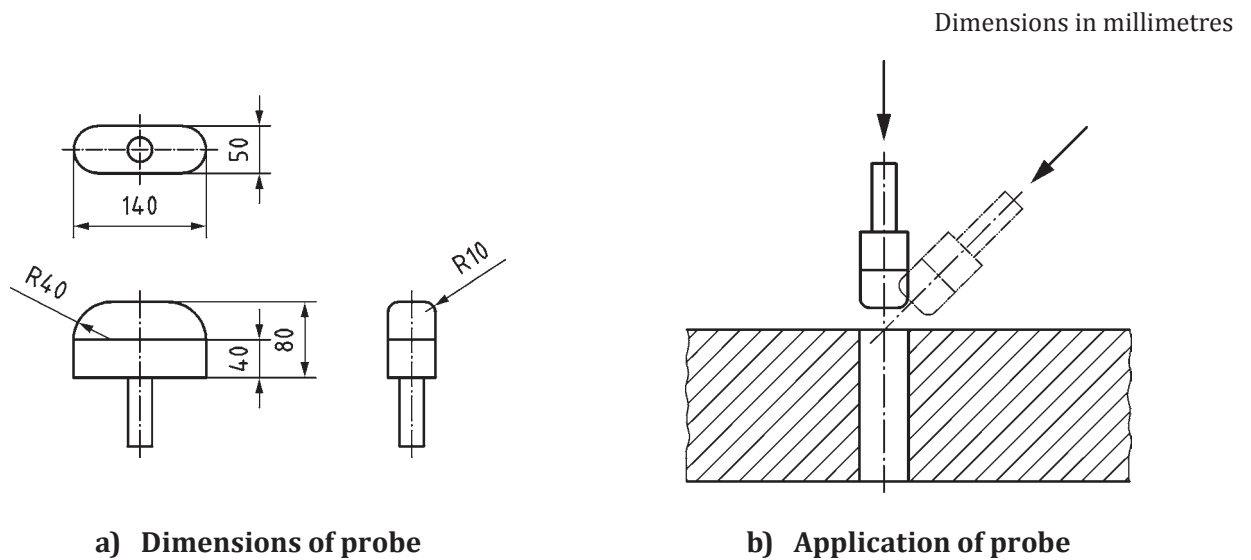 Dimensions in millimetres
50
140
R40
40
80
R10
a) Dimensions of probe
b) Application of probe